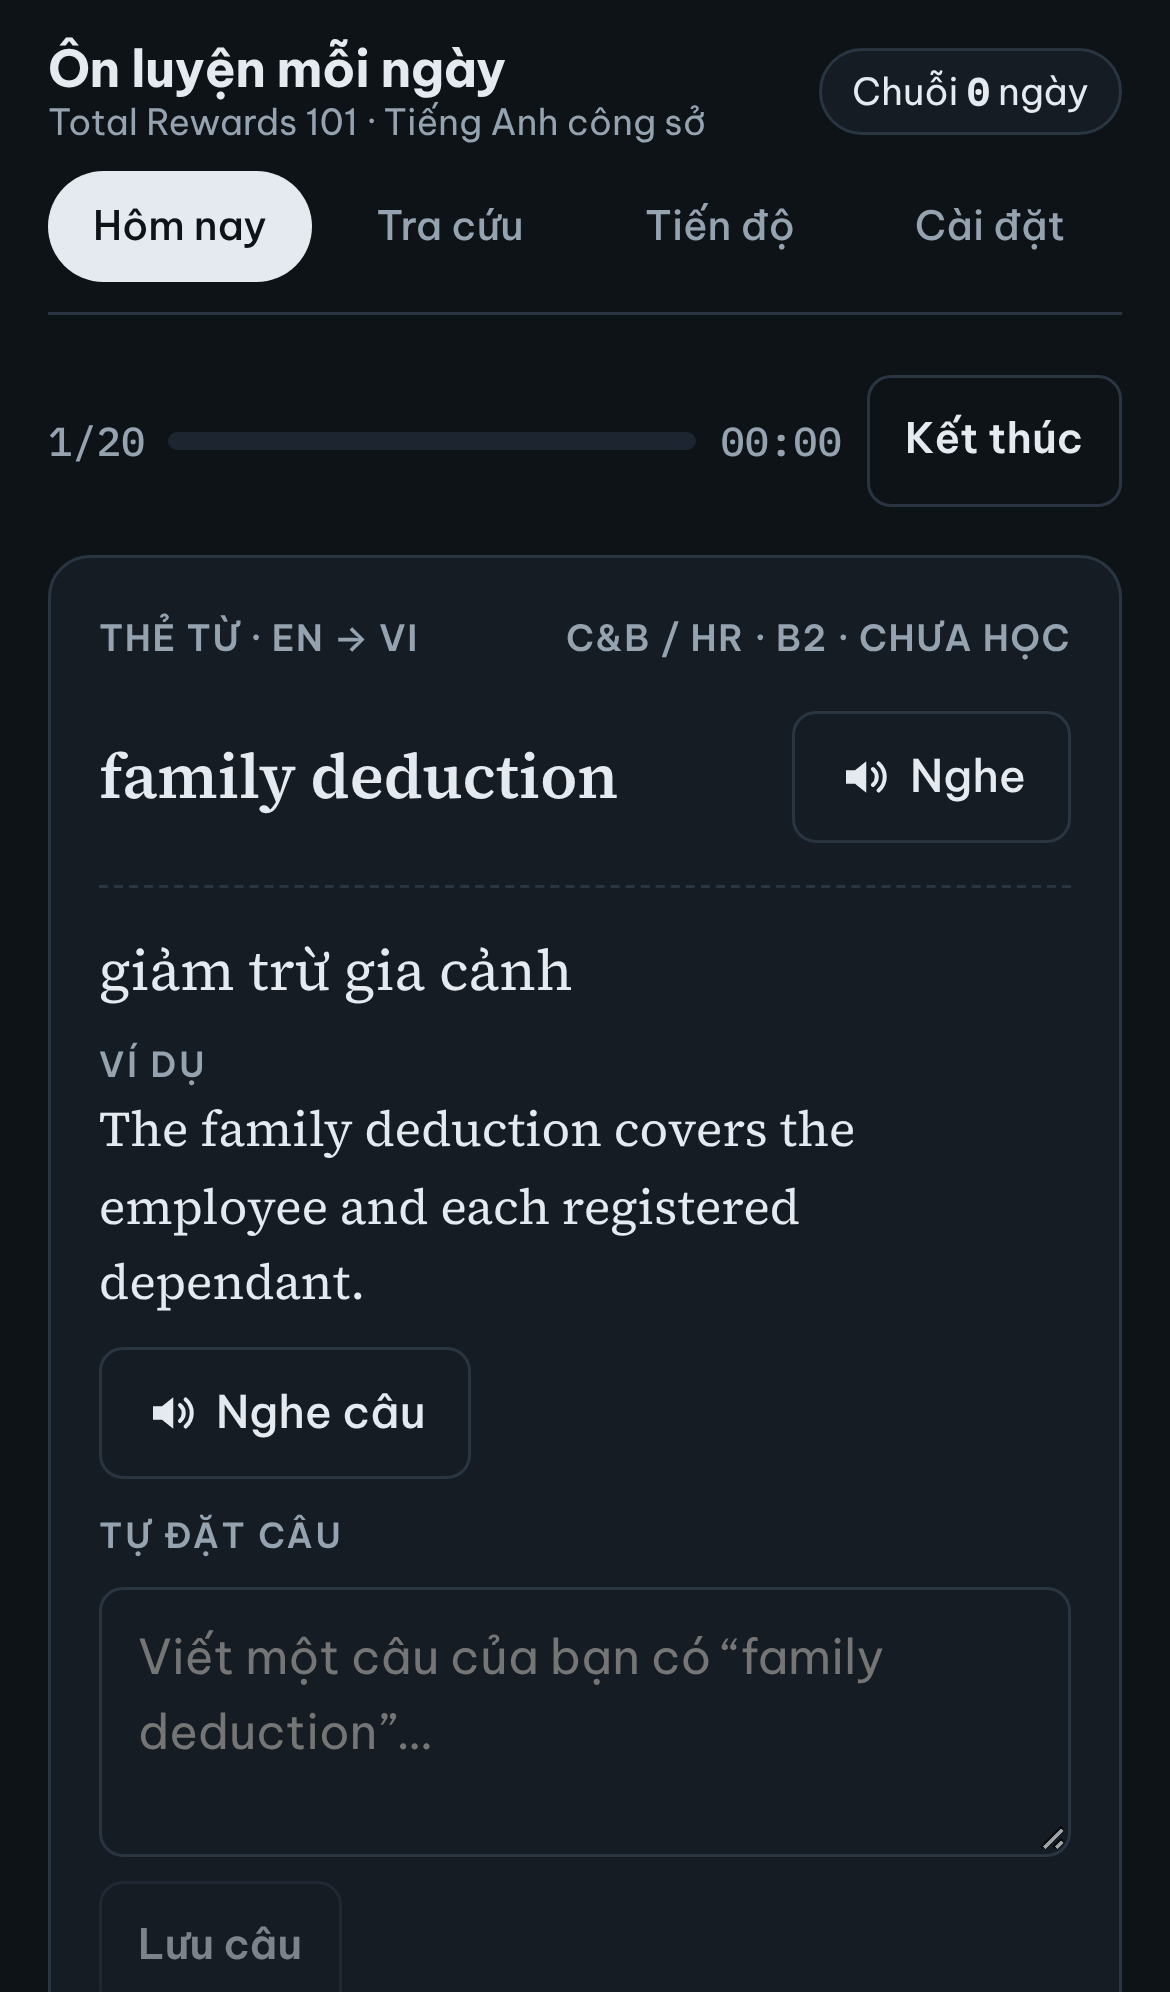 Ôn luyện mỗi ngày
Total Rewards 101 · Tiếng Anh công sở
Chuỗi 0 ngày
Hôm nay
Tra cứu
Tiến độ
Cài đặt
1/20
00:00
Kết thúc
THẺ TỪ · EN → VI
C&B / HR · B2 · CHƯA HỌC
family deduction
Nghe
giảm trừ gia cảnh
VÍ DỤ
The family deduction covers the
employee and each registered
dependant.
Nghe câu
TỰ ĐẶT CÂU
Viết một câu của bạn có “family
deduction”...
Lưu câu